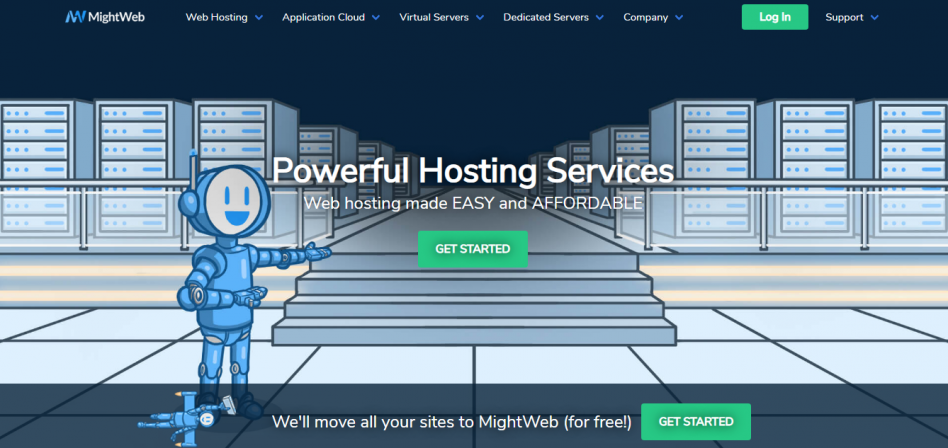 MightWeb
Web Hosting
Application Cloud
Virtual Servers
Dedicated Servers
Company
Log In
Support
Powerful Hosting Services
Web hosting made EASY and AFFORDABLE
GET STARTED
We'll move all your sites to MightWeb (for free!)
GET STARTED